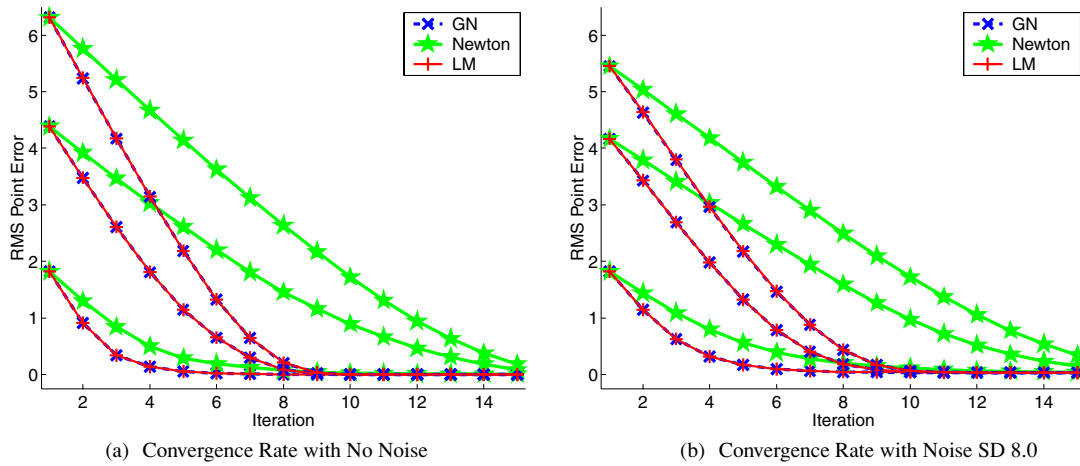 GN
Newton
LM
RMS Point Error
6
5
4
3
2
1
0
2 4 6 8 10 12 14
Iteration
(a) Convergence Rate with No Noise
GN
Newton
LM
RMS Point Error
6
5
4
3
2
1
0
2 4 6 8 10 12 14
Iteration
(b) Convergence Rate with Noise SD 8.0